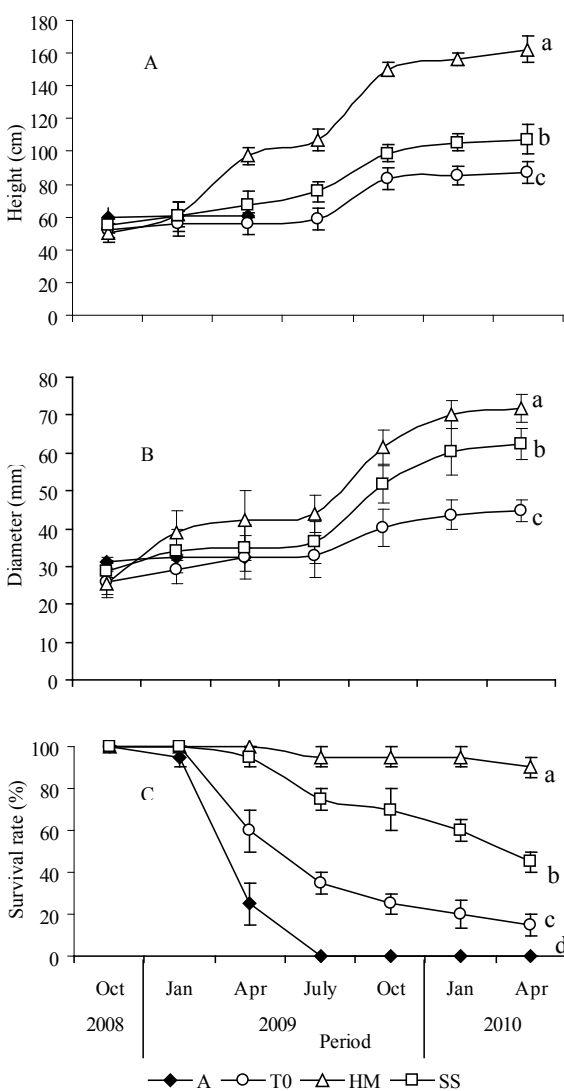 180
160
140
120
100
80
60
40
20
0
Height (cm)
A
a
b
c
80
70
60
50
40
30
20
10
0
Diameter (mm)
B
a
b
c
100
80
60
40
20
0
Survival rate (%)
C
a
b
c
d
Oct Jan Apr July Oct Jan Apr
2008 2009 2010
Period
A T0 HM SS